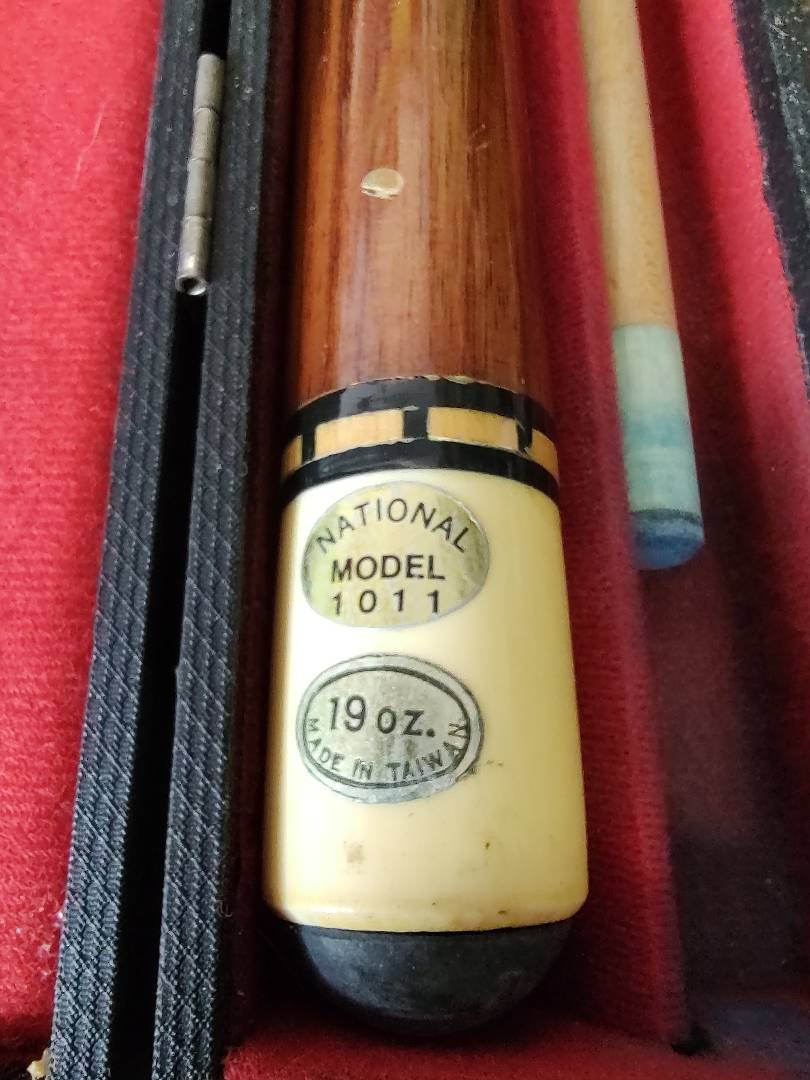 NATIONAL
MODEL
1011
19 oz.
MADE IN TAIWAN